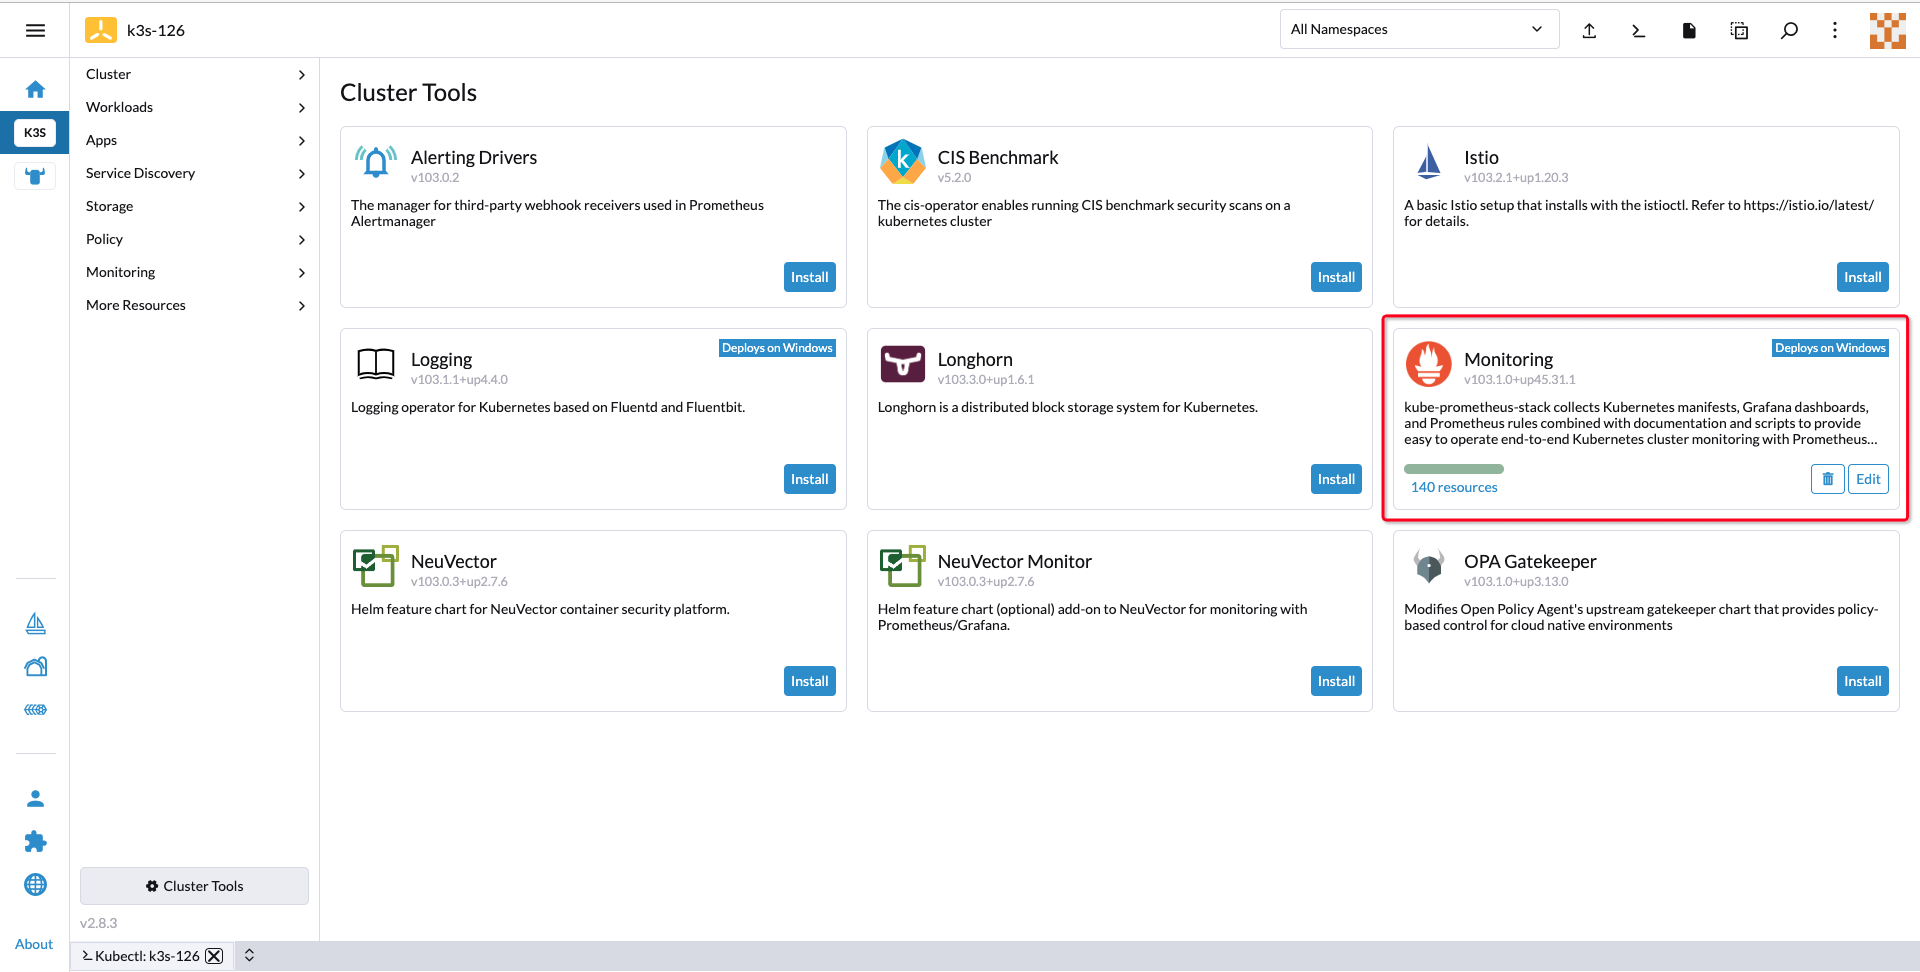 k3s-126
All Namespaces
K3S
Cluster
Workloads
Apps
Service Discovery
Storage
Policy
Monitoring
More Resources
Cluster Tools
Alerting Drivers
v103.0.2
The manager for third-party webhook receivers used in Prometheus
Alertmanager
Install
CIS Benchmark
v5.2.0
The cis-operator enables running CIS benchmark security scans on a
kubernetes cluster
Install
Istio
v103.2.1+up1.20.3
A basic Istio setup that installs with the istioctl. Refer to https://istio.io/latest/
for details.
Install
Deploys on Windows
Logging
v103.1.1+up4.4.0
Logging operator for Kubernetes based on Fluentd and Fluentbit.
Install
Longhorn
v103.3.0+up1.6.1
Longhorn is a distributed block storage system for Kubernetes.
Install
Deploys on Windows
Monitoring
v103.1.0+up45.31.1
kube-prometheus-stack collects Kubernetes manifests, Grafana dashboards,
and Prometheus rules combined with documentation and scripts to provide
easy to operate end-to-end Kubernetes cluster monitoring with Prometheus...
140 resources
Edit
NeuVector
v103.0.3+up2.7.6
Helm feature chart for NeuVector container security platform.
Install
NeuVector Monitor
v103.0.3+up2.7.6
Helm feature chart (optional) add-on to NeuVector for monitoring with
Prometheus/Grafana.
Install
OPA Gatekeeper
v103.1.0+up3.13.0
Modifies Open Policy Agent's upstream gatekeeper chart that provides policy-
based control for cloud native environments
Install
Cluster Tools
v2.8.3
About
Kubectl: k3s-126